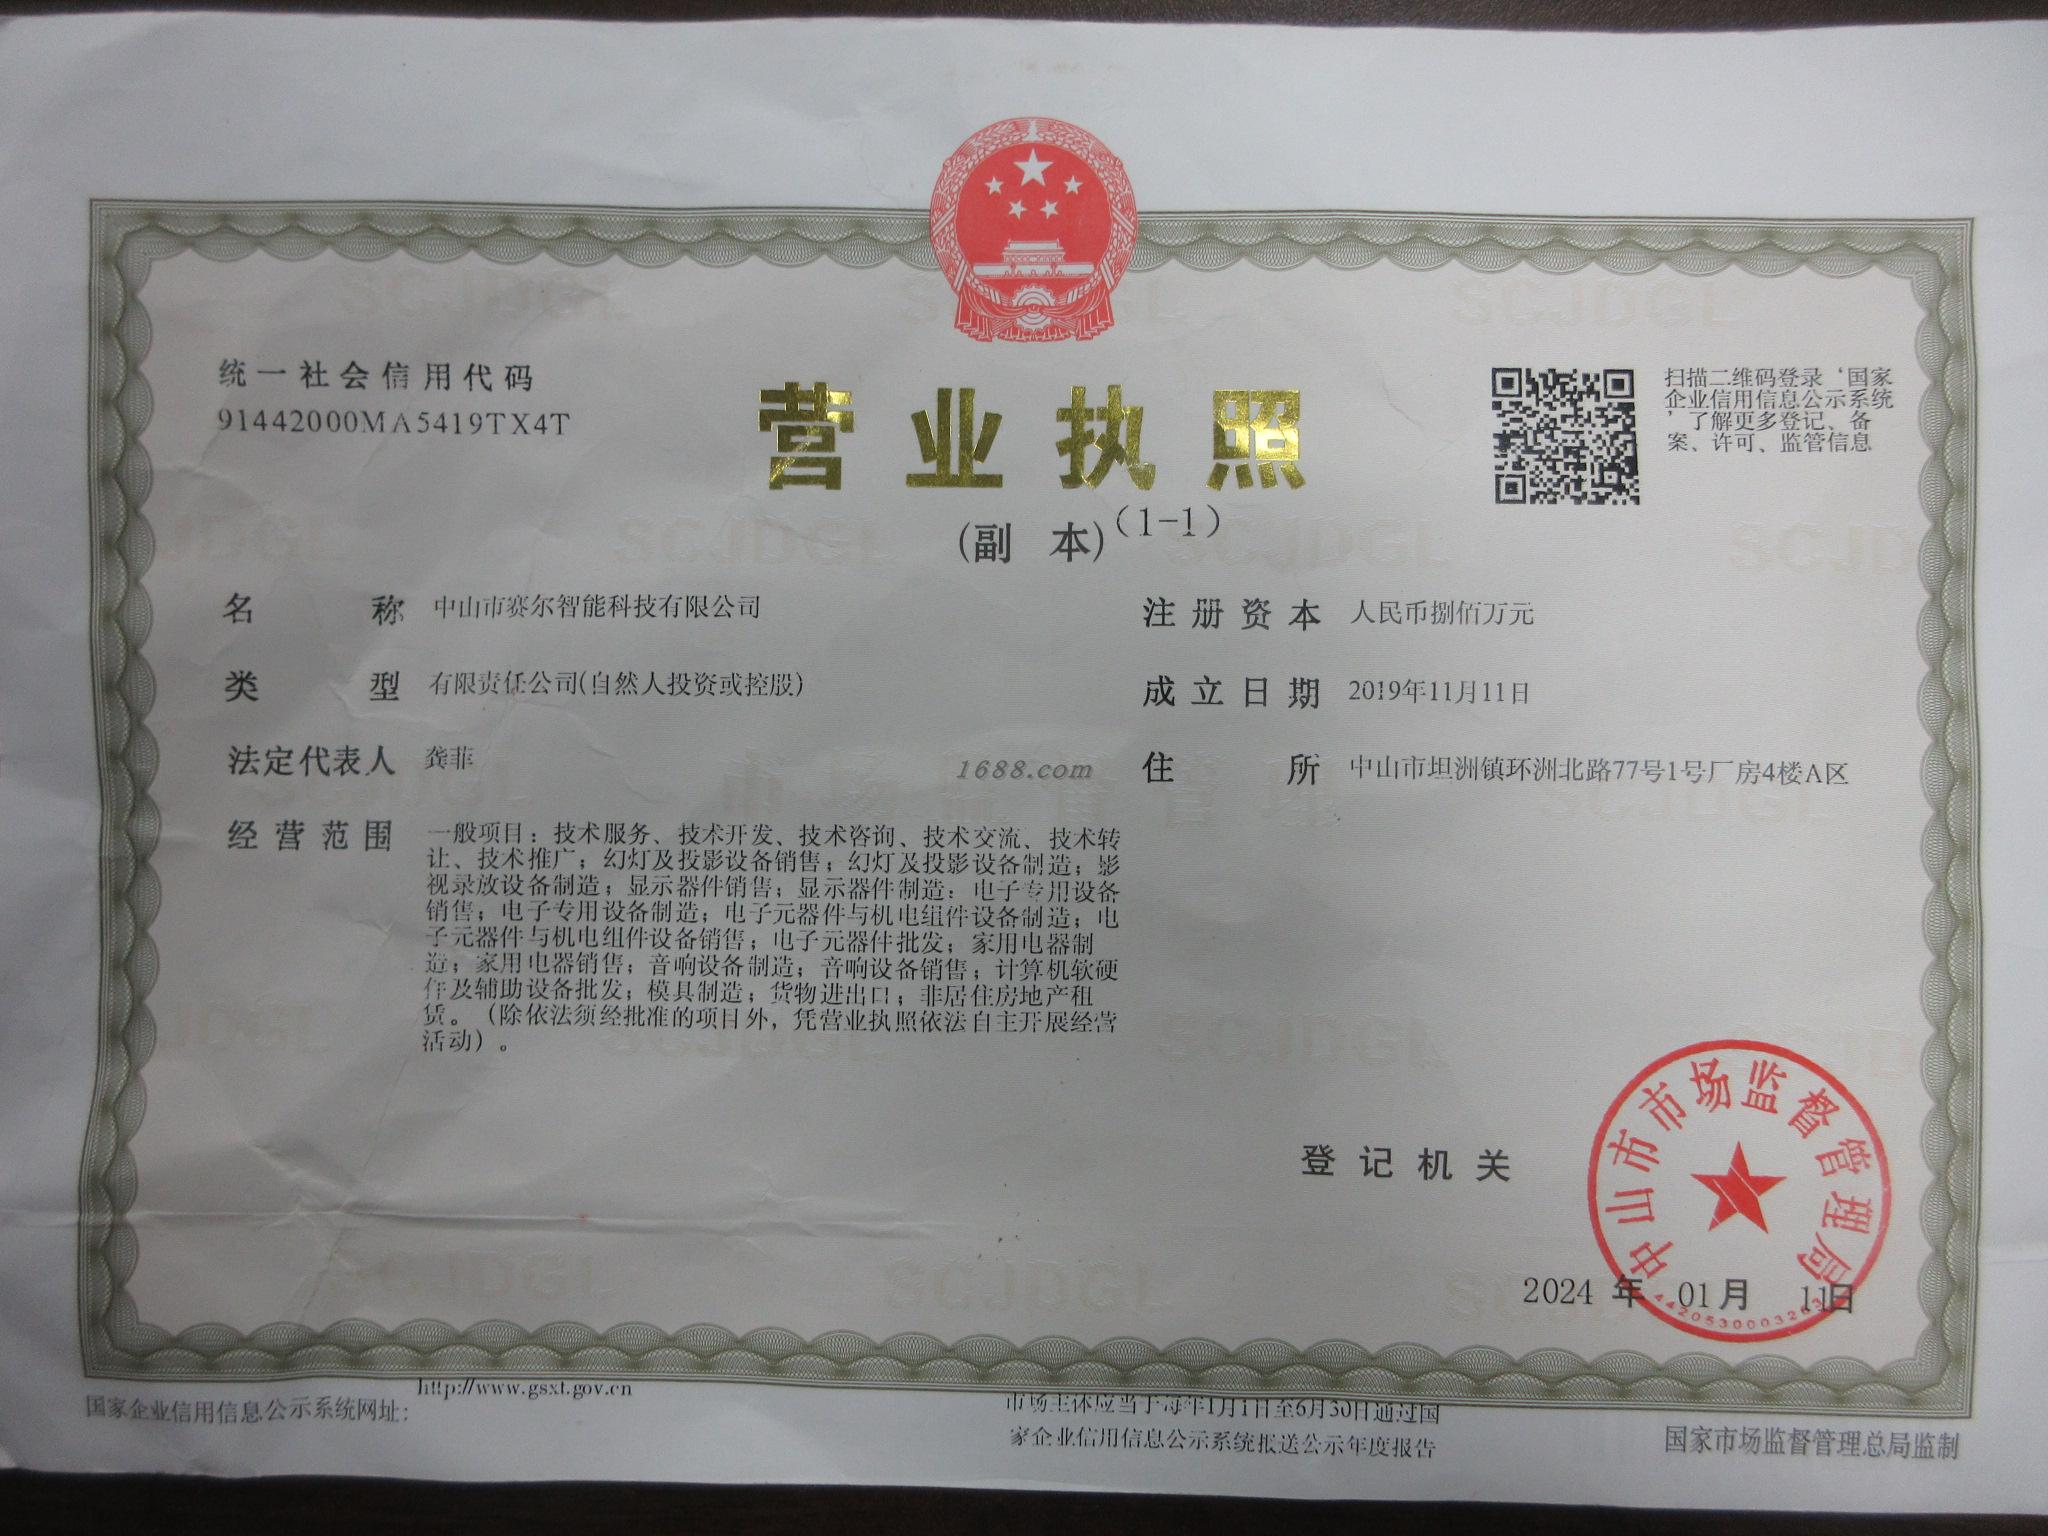 统一社会信用代码
91442000MA5419TX4T
营业执照
(副 本)(1-1)
扫描二维码登录‘国家
企业信用信息公示系统
’了解更多登记、备
案、许可、监管信息
名 称 中山市赛尔智能科技有限公司
类 型 有限责任公司(自然人投资或控股)
法定代表人 龚菲
经营范围 一般项目：技术服务、技术开发、技术咨询、技术交流、技术转
让、技术推广；幻灯及投影设备销售；幻灯及投影设备制造；影
视录放设备制造；显示器件销售；显示器件制造；电子专用设备
销售；电子专用设备制造；电子元器件与机电组件设备制造；电
子元器件与机电组件设备销售；电子元器件批发；家用电器制
造；家用电器销售；音响设备制造；音响设备销售；计算机软硬
件及辅助设备批发；模具制造；货物进出口；非居住房地产租
赁。（除依法须经批准的项目外，凭营业执照依法自主开展经营
活动）。
注册资本 人民币捌佰万元
成立日期 2019年11月11日
住 所 中山市坦洲镇环洲北路77号1号厂房4楼A区
1688.com
登记机关
中山市市场监督管理局
2024 年 01月 11日
国家企业信用信息公示系统网址：
http://www.gsxt.gov.cn
市场主体应当于每年1月1日至6月30日通过国
家企业信用信息公示系统报送公示年度报告
国家市场监督管理总局监制
SCJDGL